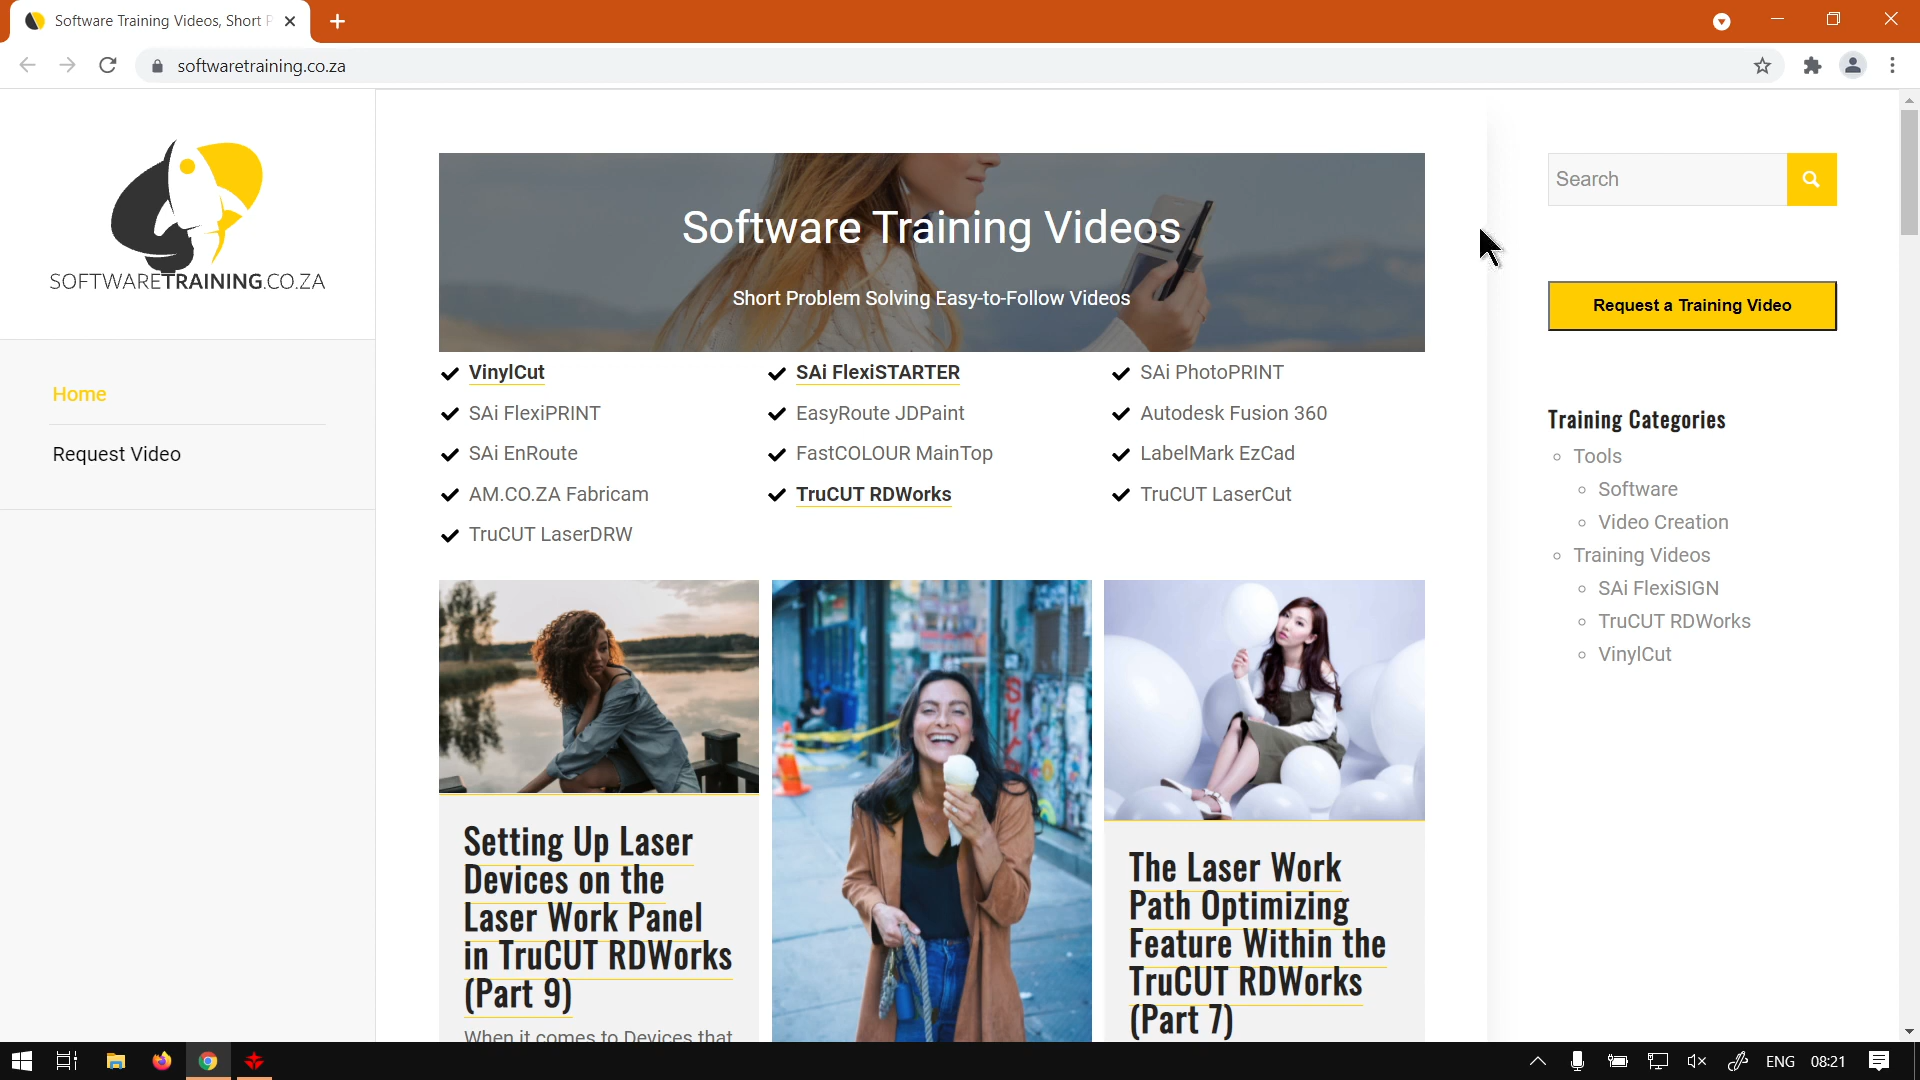 Software Training Videos, Short P
softwaretraining.co.za
SOFTWARETRAINING.CO.ZA
Home
Request Video
Software Training Videos
Short Problem Solving Easy-to-Follow Videos
VinylCut
SAi FlexiSTARTER
SAi PhotoPRINT
SAi FlexiPRINT
EasyRoute JDPaint
Autodesk Fusion 360
SAi EnRoute
FastCOLOUR MainTop
LabelMark EzCad
AM.CO.ZA Fabricam
TruCUT RDWorks
TruCUT LaserCut
TruCUT LaserDRW
Setting Up Laser
Devices on the
Laser Work Panel
in TruCUT RDWorks
(Part 9)
When it comes to Devices that
The Laser Work
Path Optimizing
Feature Within the
TruCUT RDWorks
(Part 7)
Search
Request a Training Video
Training Categories
Tools
Software
Video Creation
Training Videos
SAi FlexiSIGN
TruCUT RDWorks
VinylCut
ENG 08:21